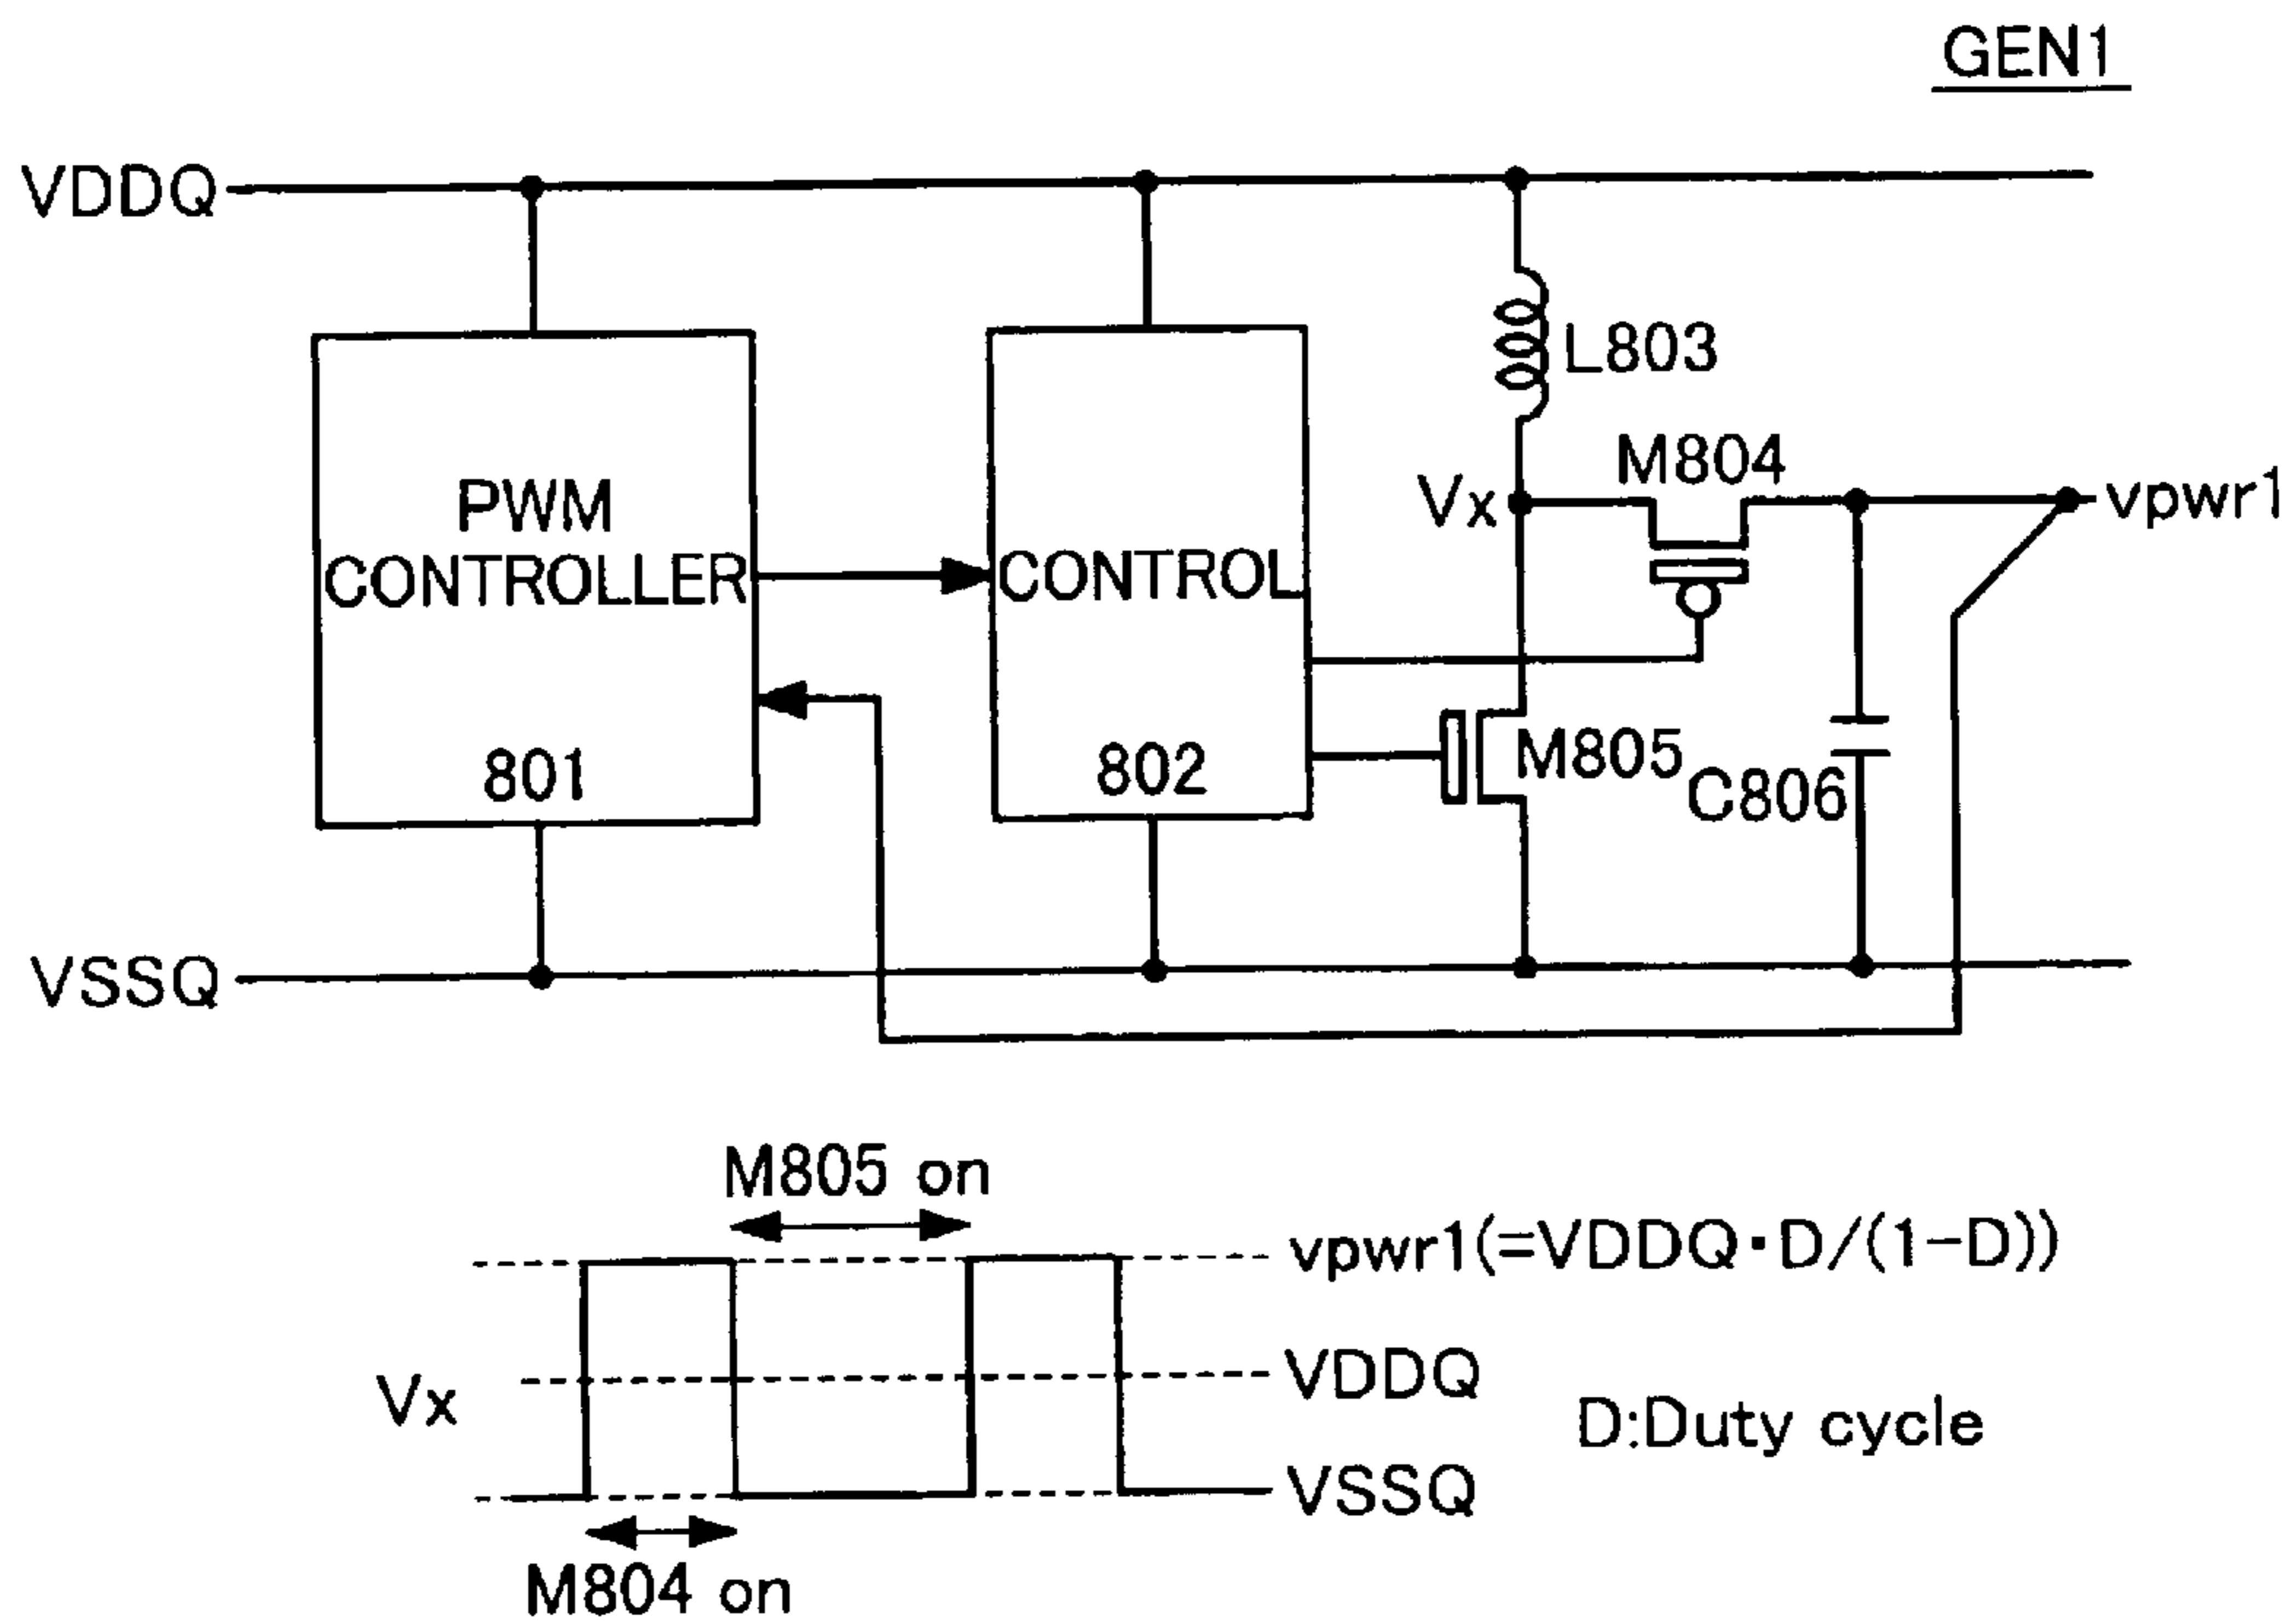 GEN1
VDDQ
L803
M804
Vx
vpwr1
PWM
CONTROLLER
CONTROL
M805
801
802
C806
VSSQ
M805 on
vpwr1(=VDDQ·D/(1-D))
VDDQ
Vx
D:Duty cycle
VSSQ
M804 on